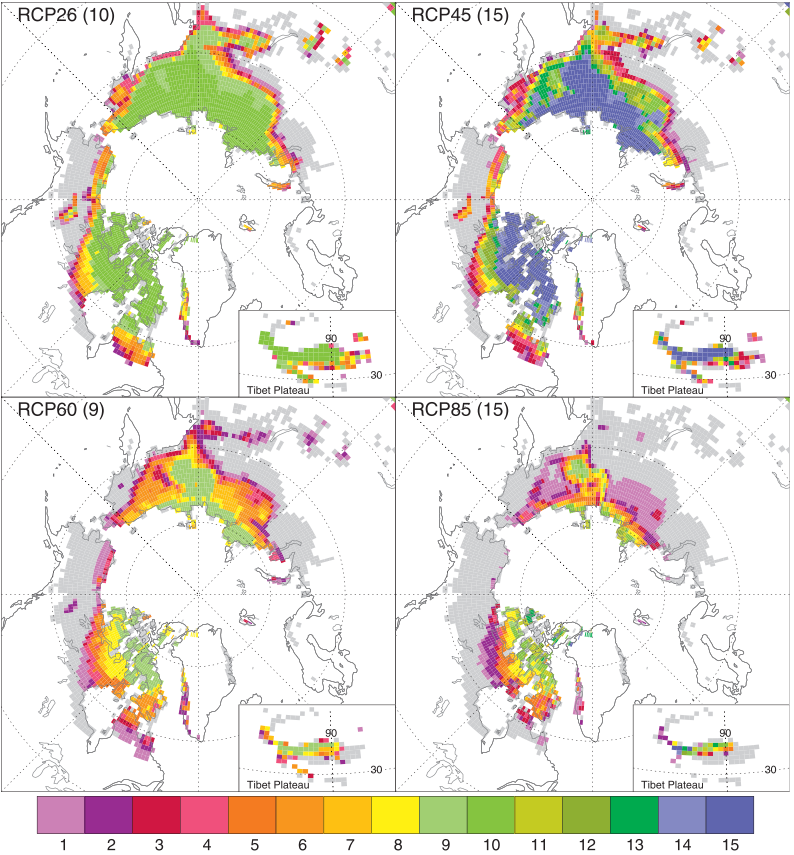 RCP26 (10)
RCP45 (15)
90
30
Tibet Plateau
90
30
Tibet Plateau
RCP60 (9)
RCP85 (15)
90
30
Tibet Plateau
90
30
Tibet Plateau
1 2 3 4 5 6 7 8 9 10 11 12 13 14 15